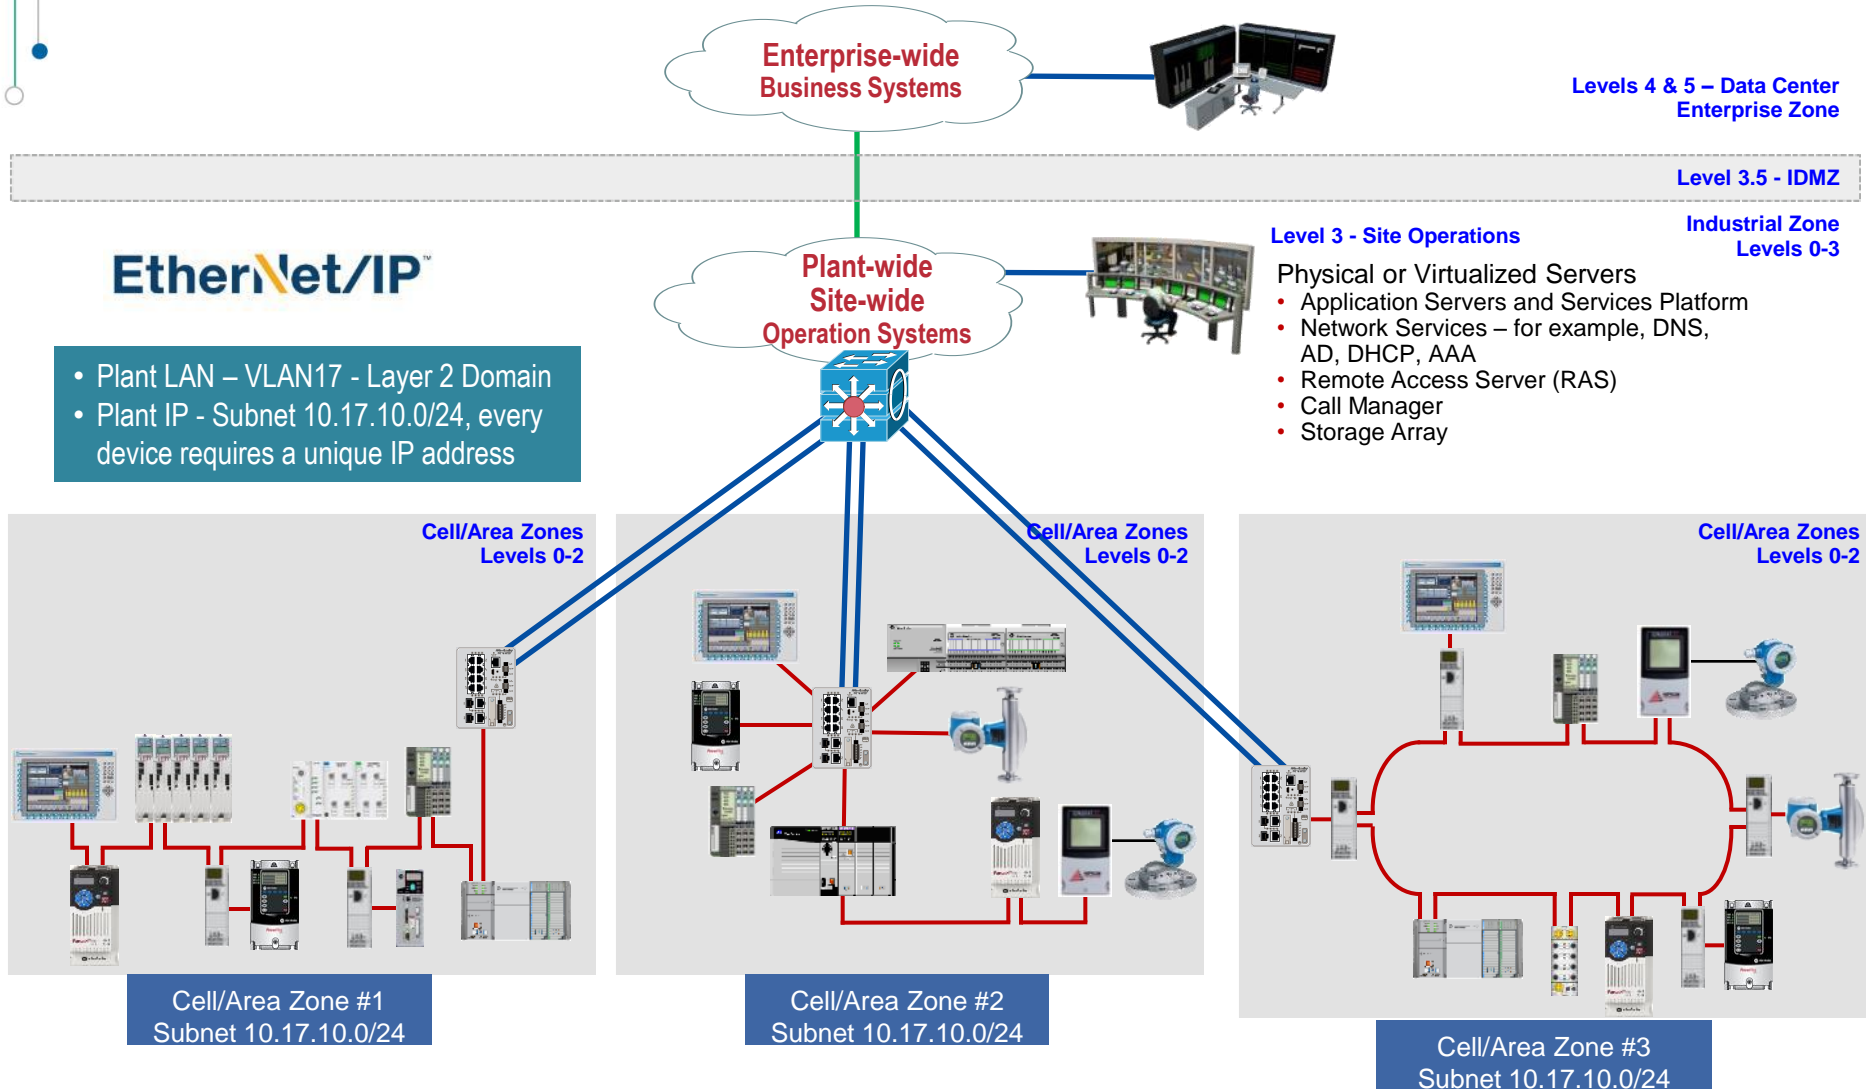 Enterprise-wide
Business Systems
Levels 4 & 5 – Data Center
Enterprise Zone
Level 3.5 - IDMZ
Industrial Zone
Levels 0-3
EtherNet/IP™
Plant-wide
Site-wide
Operation Systems
Level 3 - Site Operations
Physical or Virtualized Servers
• Application Servers and Services Platform
• Network Services – for example, DNS,
AD, DHCP, AAA
• Remote Access Server (RAS)
• Call Manager
• Storage Array
• Plant LAN – VLAN17 - Layer 2 Domain
• Plant IP - Subnet 10.17.10.0/24, every
device requires a unique IP address
Cell/Area Zones
Levels 0-2
Cell/Area Zones
Levels 0-2
Cell/Area Zones
Levels 0-2
Cell/Area Zone #1
Subnet 10.17.10.0/24
Cell/Area Zone #2
Subnet 10.17.10.0/24
Cell/Area Zone #3
Subnet 10.17.10.0/24